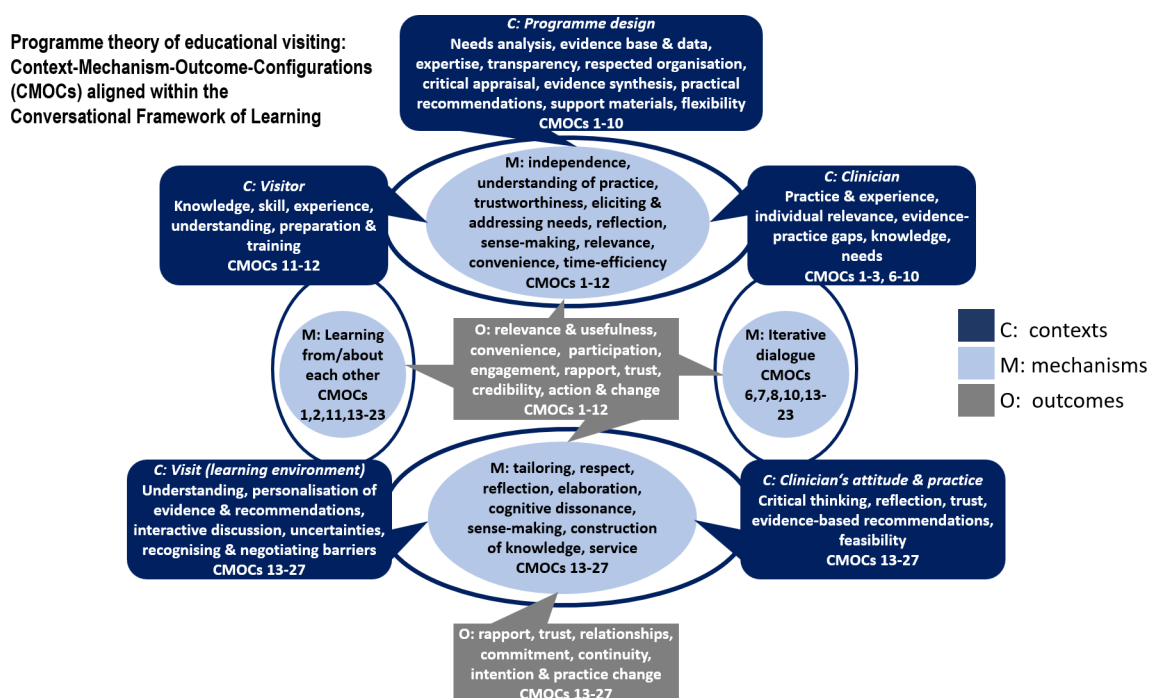 Programme theory of educational visiting:
Context-Mechanism-Outcome-Configurations
(CMOCs) aligned within the
Conversational Framework of Learning
C: Programme design
Needs analysis, evidence base & data,
expertise, transparency, respected organisation,
critical appraisal, evidence synthesis, practical
recommendations, support materials, flexibility
CMOCs 1-10
C: Visitor
Knowledge, skill, experience,
understanding, preparation &
training
CMOCs 11-12
M: independence,
understanding of practice,
trustworthiness, eliciting &
addressing needs, reflection,
sense-making, relevance,
convenience, time-efficiency
CMOCs 1-12
C: Clinician
Practice & experience,
individual relevance, evidence-
practice gaps, knowledge,
needs
CMOCs 1-3, 6-10
M: Learning
from/about
each other
CMOCs
1,2,11,13-23
O: relevance & usefulness,
convenience, participation,
engagement, rapport, trust,
credibility, action & change
CMOCs 1-12
M: Iterative
dialogue
CMOCs
6,7,8,10,13-
23
C: contexts
M: mechanisms
O: outcomes
C: Visit (learning environment)
Understanding, personalisation of
evidence & recommendations,
interactive discussion, uncertainties,
recognising & negotiating barriers
CMOCs 13-27
M: tailoring, respect,
reflection, elaboration,
cognitive dissonance,
sense-making, construction
of knowledge, service
CMOCs 13-27
C: Clinician‘s attitude & practice
Critical thinking, reflection, trust,
evidence-based recommendations,
feasibility
CMOCs 13-27
O: rapport, trust, relationships,
commitment, continuity,
intention & practice change
CMOCs 13-27